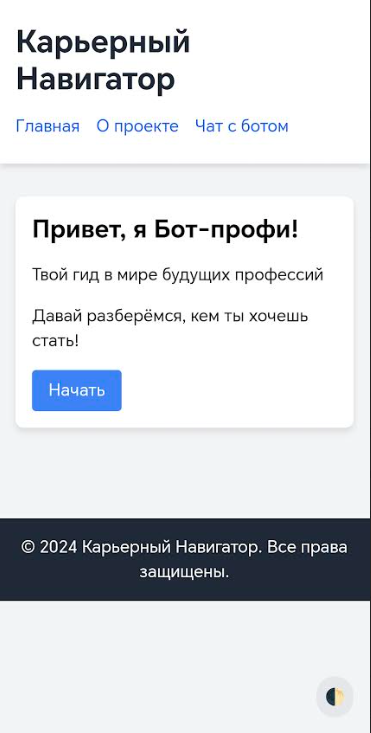 Карьерный
Навигатор
Главная О проекте Чат с ботом
Привет, я Бот-профи!
Твой гид в мире будущих профессий
Давай разберёмся, кем ты хочешь
стать!
Начать
© 2024 Карьерный Навигатор. Все права
защищены.